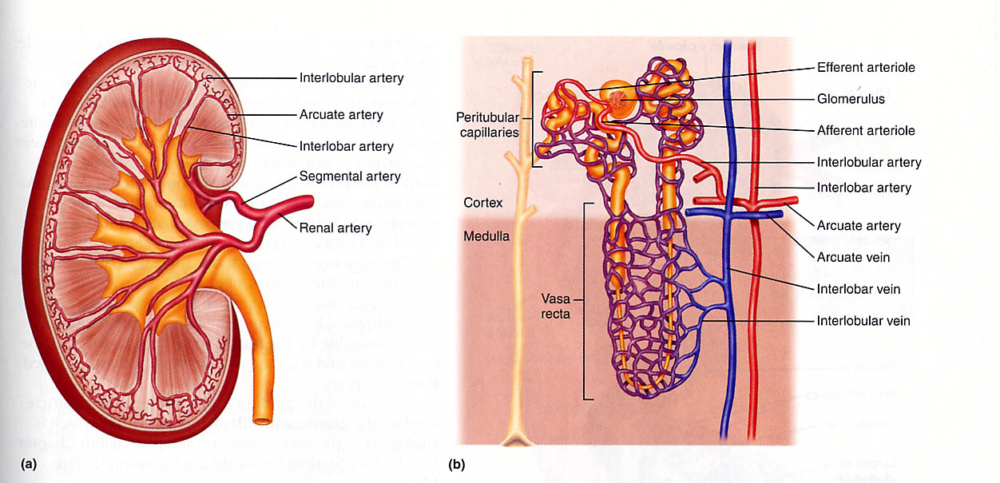 Interlobular artery
Arcuate artery
Interlobar artery
Segmental artery
Renal artery
(a)
Peritubular
capillaries
Cortex
Medulla
Vasa
recta
Efferent arteriole
Glomerulus
Afferent arteriole
Interlobular artery
Interlobar artery
Arcuate artery
Arcuate vein
Interlobar vein
Interlobular vein
(b)